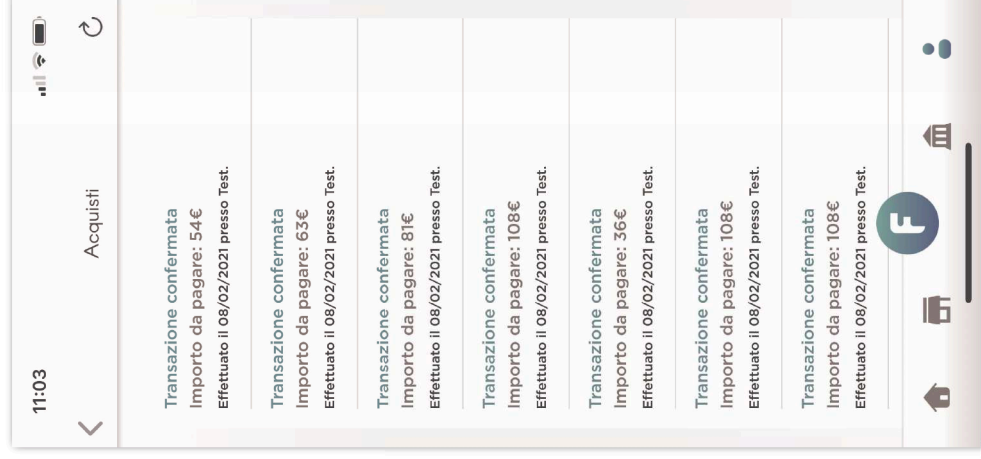 11:03
Acquisti
Transazione confermata
Importo da pagare: 54€
Effettuato il 08/02/2021 presso Test.
Transazione confermata
Importo da pagare: 63€
Effettuato il 08/02/2021 presso Test.
Transazione confermata
Importo da pagare: 81€
Effettuato il 08/02/2021 presso Test.
Transazione confermata
Importo da pagare: 108€
Effettuato il 08/02/2021 presso Test.
Transazione confermata
Importo da pagare: 36€
Effettuato il 08/02/2021 presso Test.
Transazione confermata
Importo da pagare: 108€
Effettuato il 08/02/2021 presso Test.
Transazione confermata
Importo da pagare: 108€
Effettuato il 08/02/2021 presso Test.
F